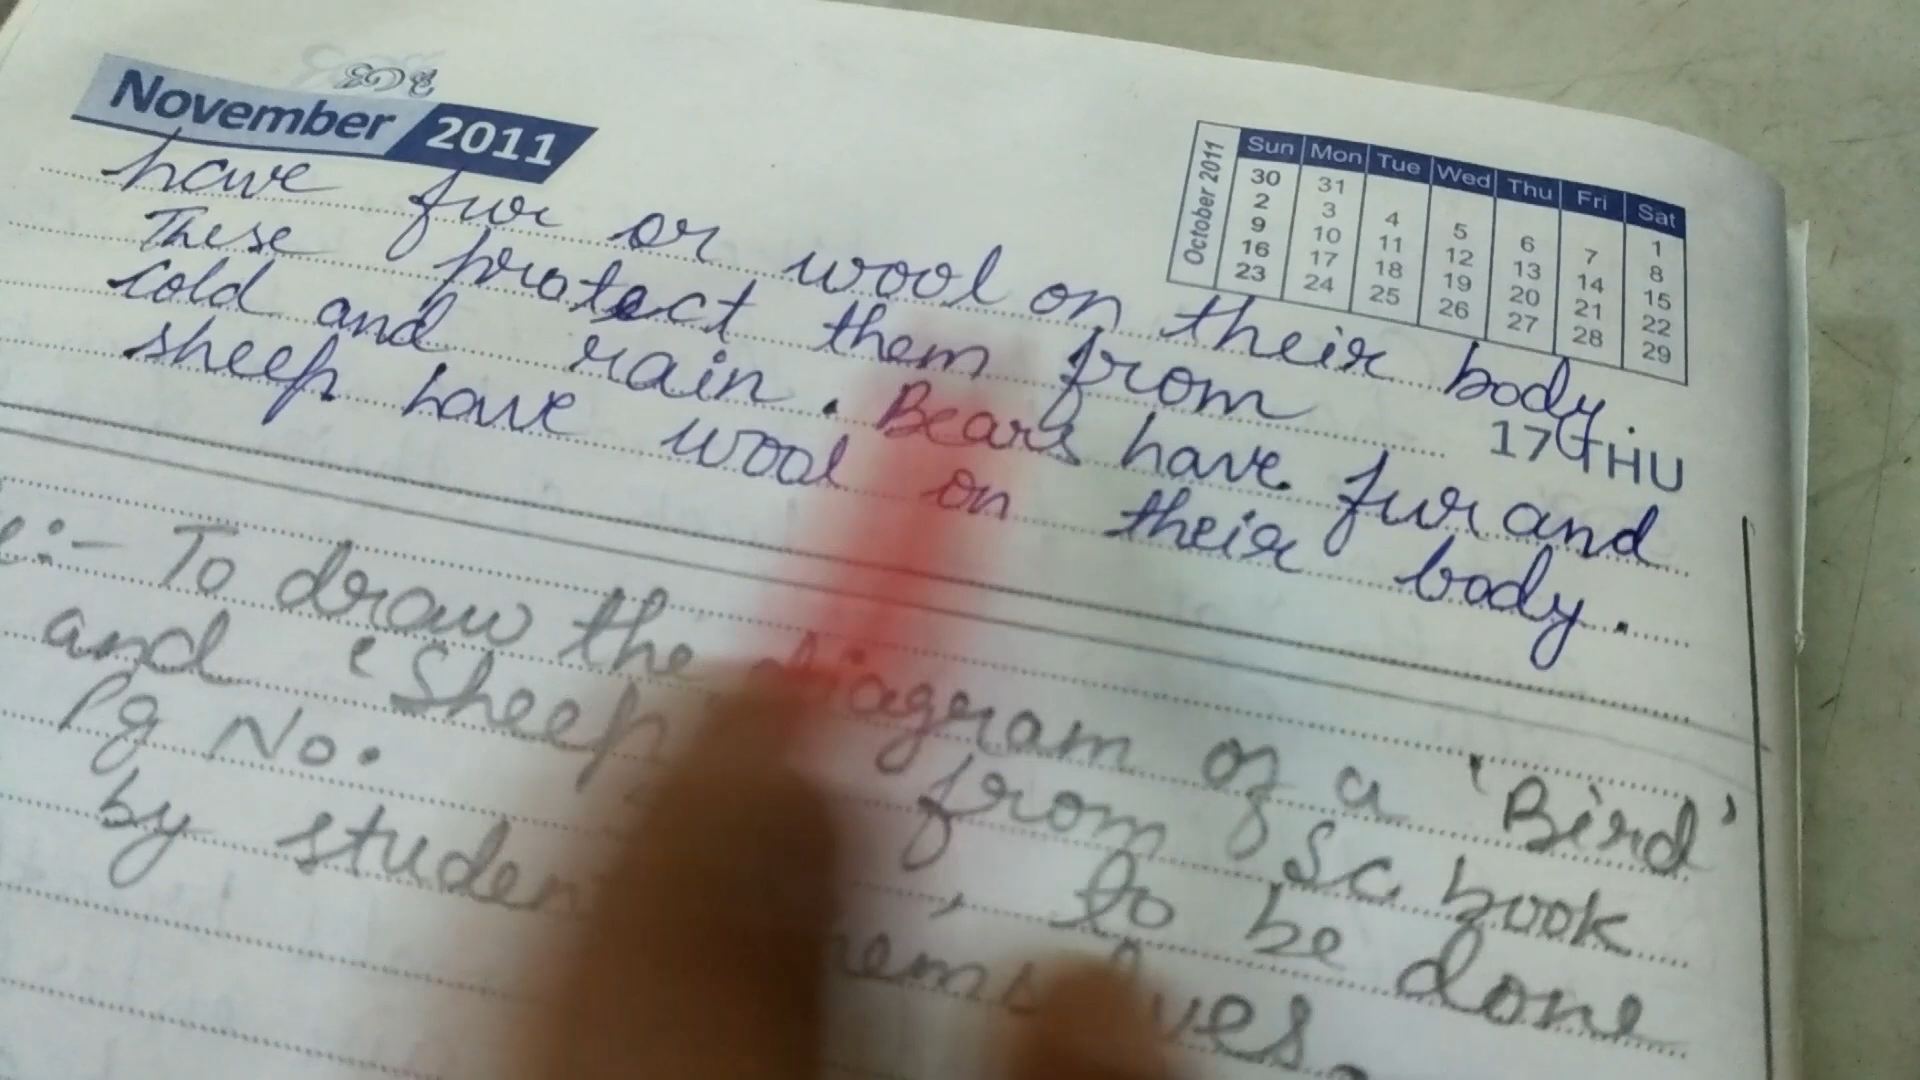 November 2011
October 2011
Sun Mon Tue Wed Thu Fri Sat
30 31 1
2 3 4 5 6 7 8
9 10 11 12 13 14 15
16 17 18 19 20 21 22
23 24 25 26 27 28 29
17 THU
have fur or wool on their body.
These protect them from
cold and rain. Bears have fur and
sheep have wool on their body.
:- To draw the diagram of a 'Bird'
and 'Sheep from Sc. book
Pg No. , to be done
by